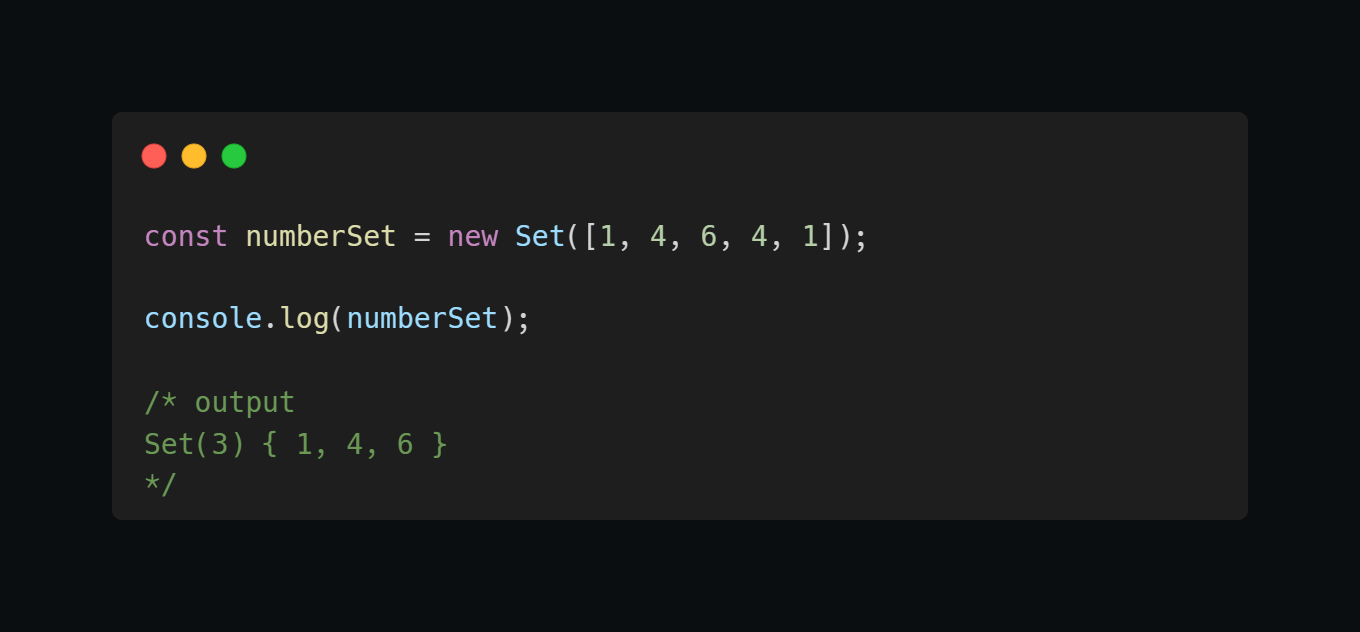 const numberSet = new Set([1, 4, 6, 4, 1]);
console.log(numberSet);
/* output
Set(3) { 1, 4, 6 }
*/